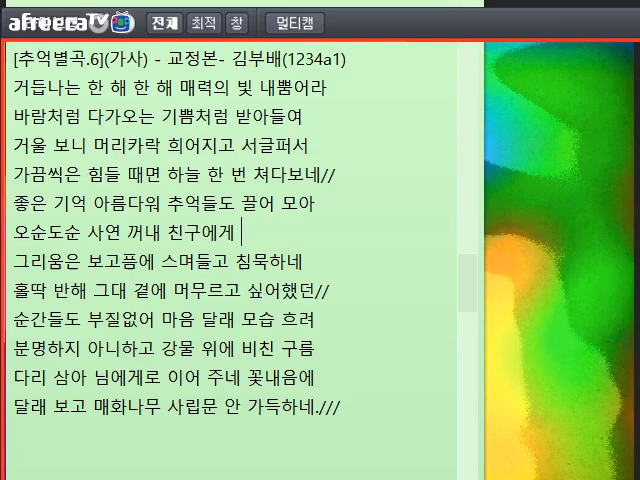 afreecaTV 전체 최적 창 멀티캠
[추억별곡.6](가사) - 교정본- 김부배(1234a1)
거듭나는 한 해 한 해 매력의 빛 내뿜어라
바람처럼 다가오는 기쁨처럼 받아들여
거울 보니 머리카락 희어지고 서글퍼서
가끔씩은 힘들 때면 하늘 한 번 쳐다보네//
좋은 기억 아름다워 추억들도 끌어 모아
오순도순 사연 꺼내 친구에게
그리움은 보고픔에 스며들고 침묵하네
홀딱 반해 그대 곁에 머무르고 싶어했던//
순간들도 부질없어 마음 달래 모습 흐려
분명하지 아니하고 강물 위에 비친 구름
다리 삼아 님에게로 이어 주네 꽃내음에
달래 보고 매화나무 사립문 안 가득하네.///